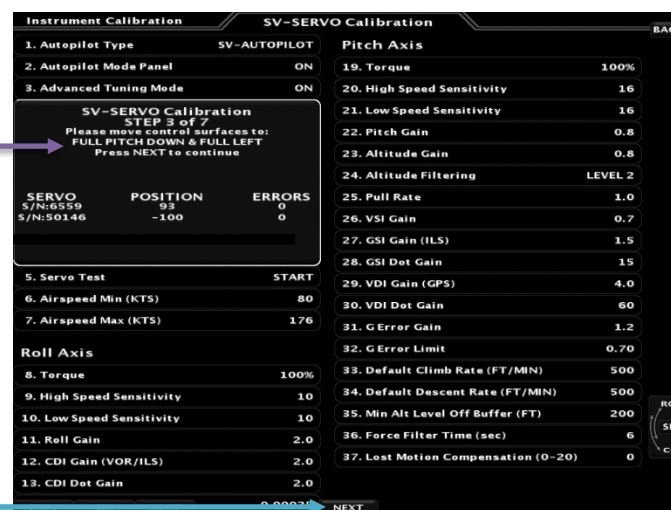 Instrument Calibration
SV-SERVO Calibration
BAC
1. Autopilot Type SV-AUTOPILOT
2. Autopilot Mode Panel ON
3. Advanced Tuning Mode ON
SV-SERVO Calibration
STEP 3 of 7
Please move control surfaces to:
FULL PITCH DOWN & FULL LEFT
Press NEXT to continue
SERVO POSITION ERRORS
S/N:6559 93 0
S/N:50146 -100 0
5. Servo Test START
6. Airspeed Min (KTS) 80
7. Airspeed Max (KTS) 176
Roll Axis
8. Torque 100%
9. High Speed Sensitivity 10
10. Low Speed Sensitivity 10
11. Roll Gain 2.0
12. CDI Gain (VOR/ILS) 2.0
13. CDI Dot Gain 2.0
Pitch Axis
19. Torque 100%
20. High Speed Sensitivity 16
21. Low Speed Sensitivity 16
22. Pitch Gain 0.8
23. Altitude Gain 0.8
24. Altitude Filtering LEVEL 2
25. Pull Rate 1.0
26. VSI Gain 0.7
27. GSI Gain (ILS) 1.5
28. GSI Dot Gain 15
29. VDI Gain (GPS) 4.0
30. VDI Dot Gain 60
31. G Error Gain 1.2
32. G Error Limit 0.70
33. Default Climb Rate (FT/MIN) 500
34. Default Descent Rate (FT/MIN) 500
35. Min Alt Level Off Buffer (FT) 200
36. Force Filter Time (sec) 6
37. Lost Motion Compensation (0-20) 0
NEXT